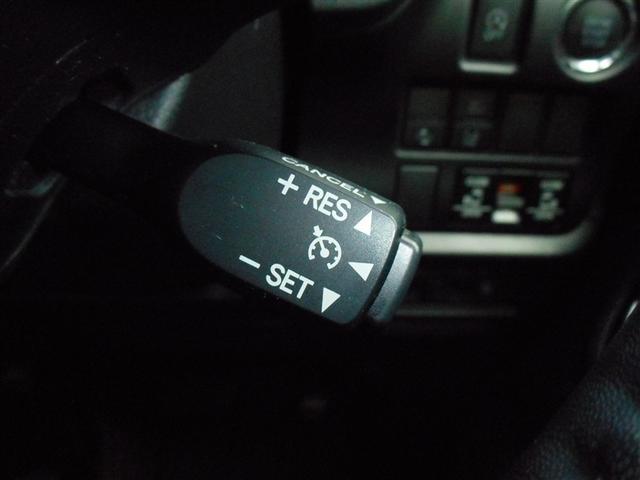 CANCEL ▼
+ RES ▲
− SET ▼